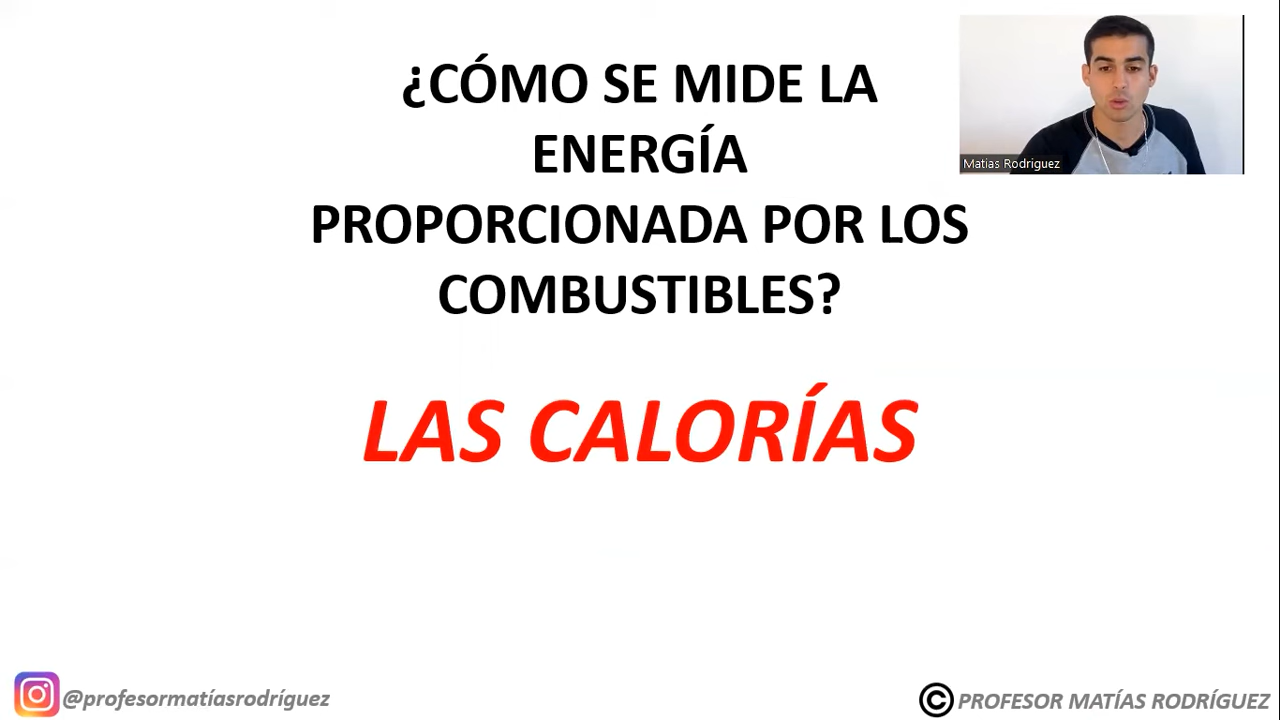 ¿CÓMO SE MIDE LA
ENERGÍA
PROPORCIONADA POR LOS
COMBUSTIBLES?
Matias Rodriguez
LAS CALORÍAS
@profesormatíasrodríguez
© PROFESOR MATÍAS RODRÍGUEZ